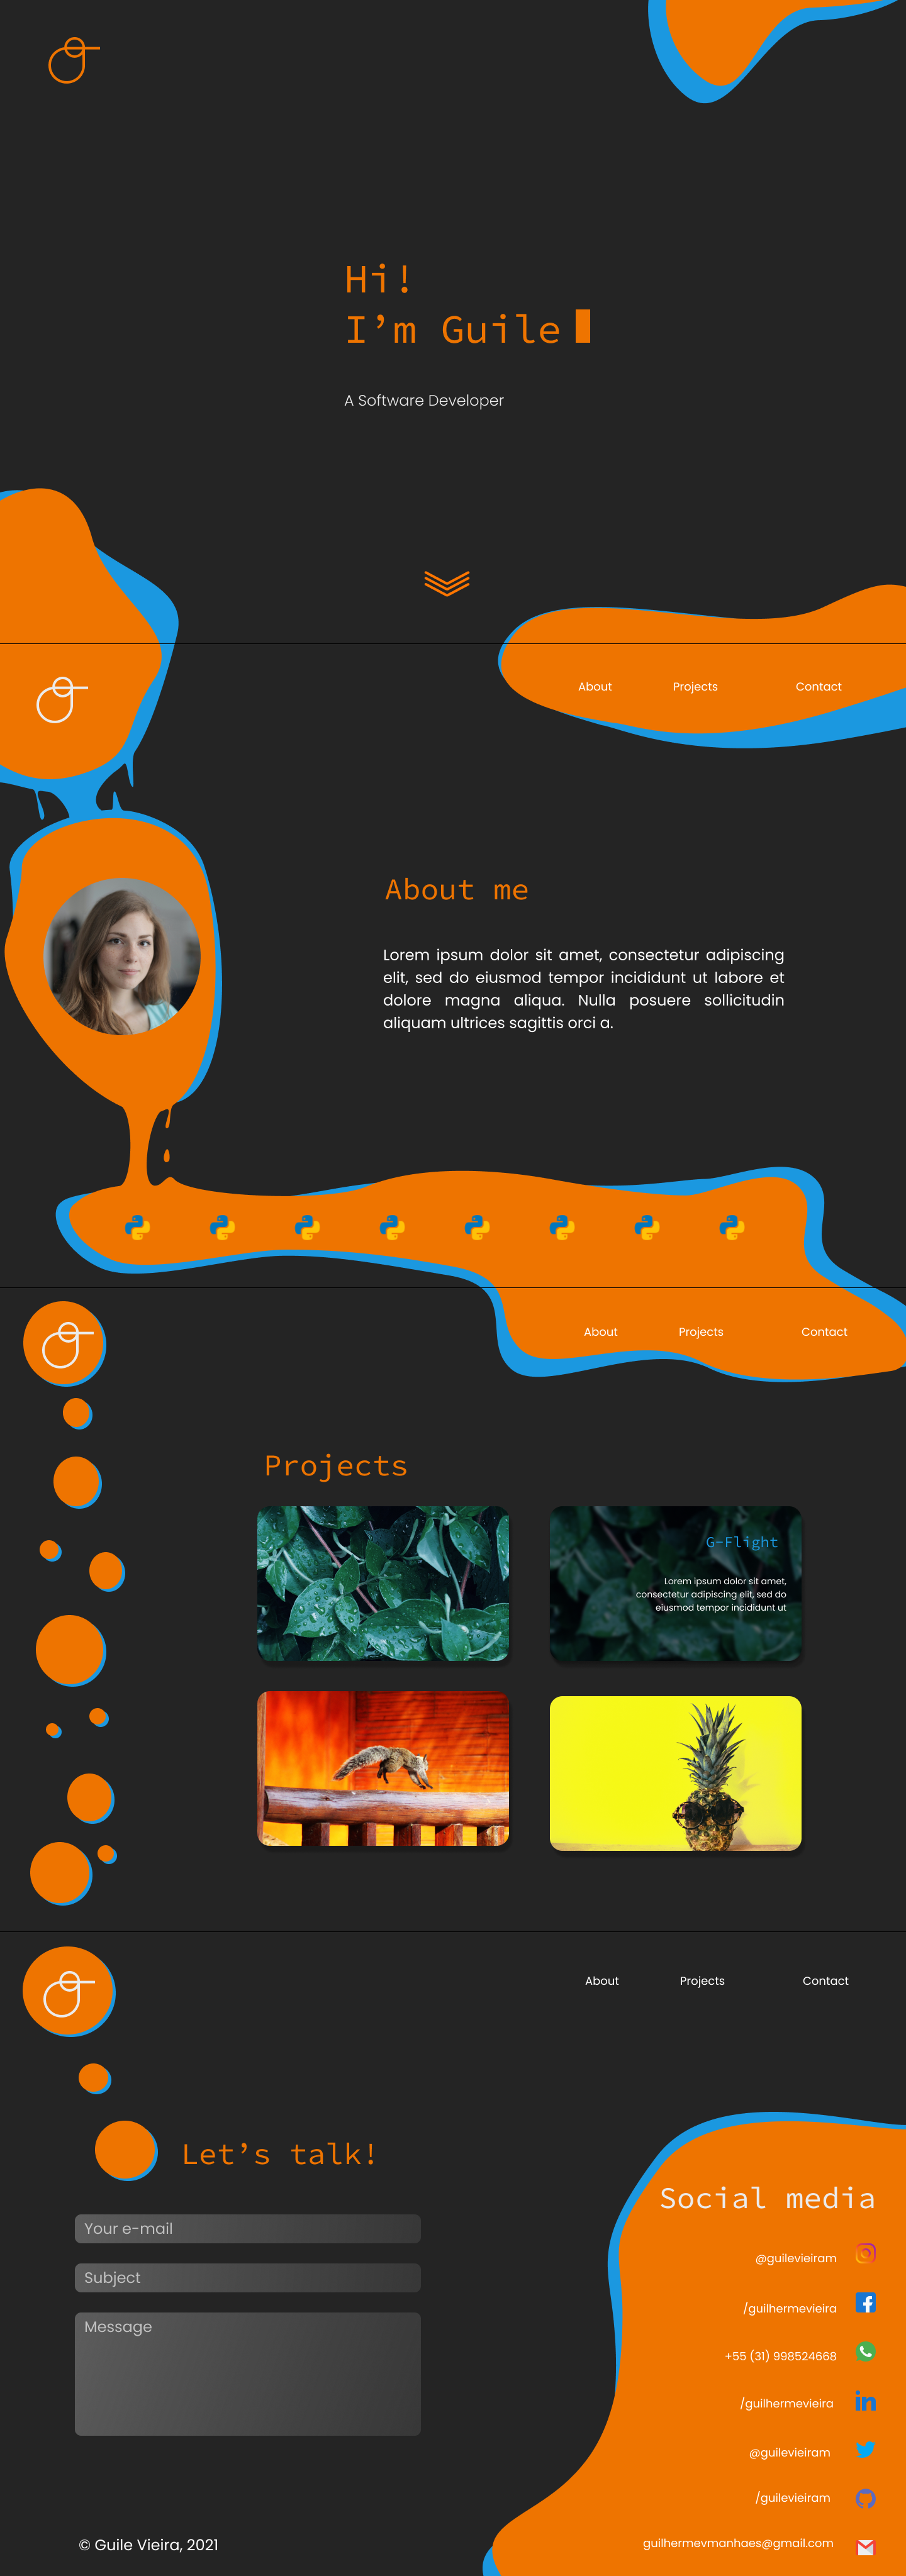 Hi!
I’m Guile
A Software Developer
About Projects Contact
About me
Lorem ipsum dolor sit amet, consectetur adipiscing
elit, sed do eiusmod tempor incididunt ut labore et
dolore magna aliqua. Nulla posuere sollicitudin
aliquam ultrices sagittis orci a.
About Projects Contact
Projects
G-Flight
Lorem ipsum dolor sit amet,
consectetur adipiscing elit, sed do
eiusmod tempor incididunt ut
About Projects Contact
Let’s talk!
Your e-mail
Subject
Message
Social media
@guilevieiram
/guilhermevieira
+55 (31) 998524668
/guilhermevieira
@guilevieiram
/guilevieiram
guilhermevmanhaes@gmail.com
© Guile Vieira, 2021